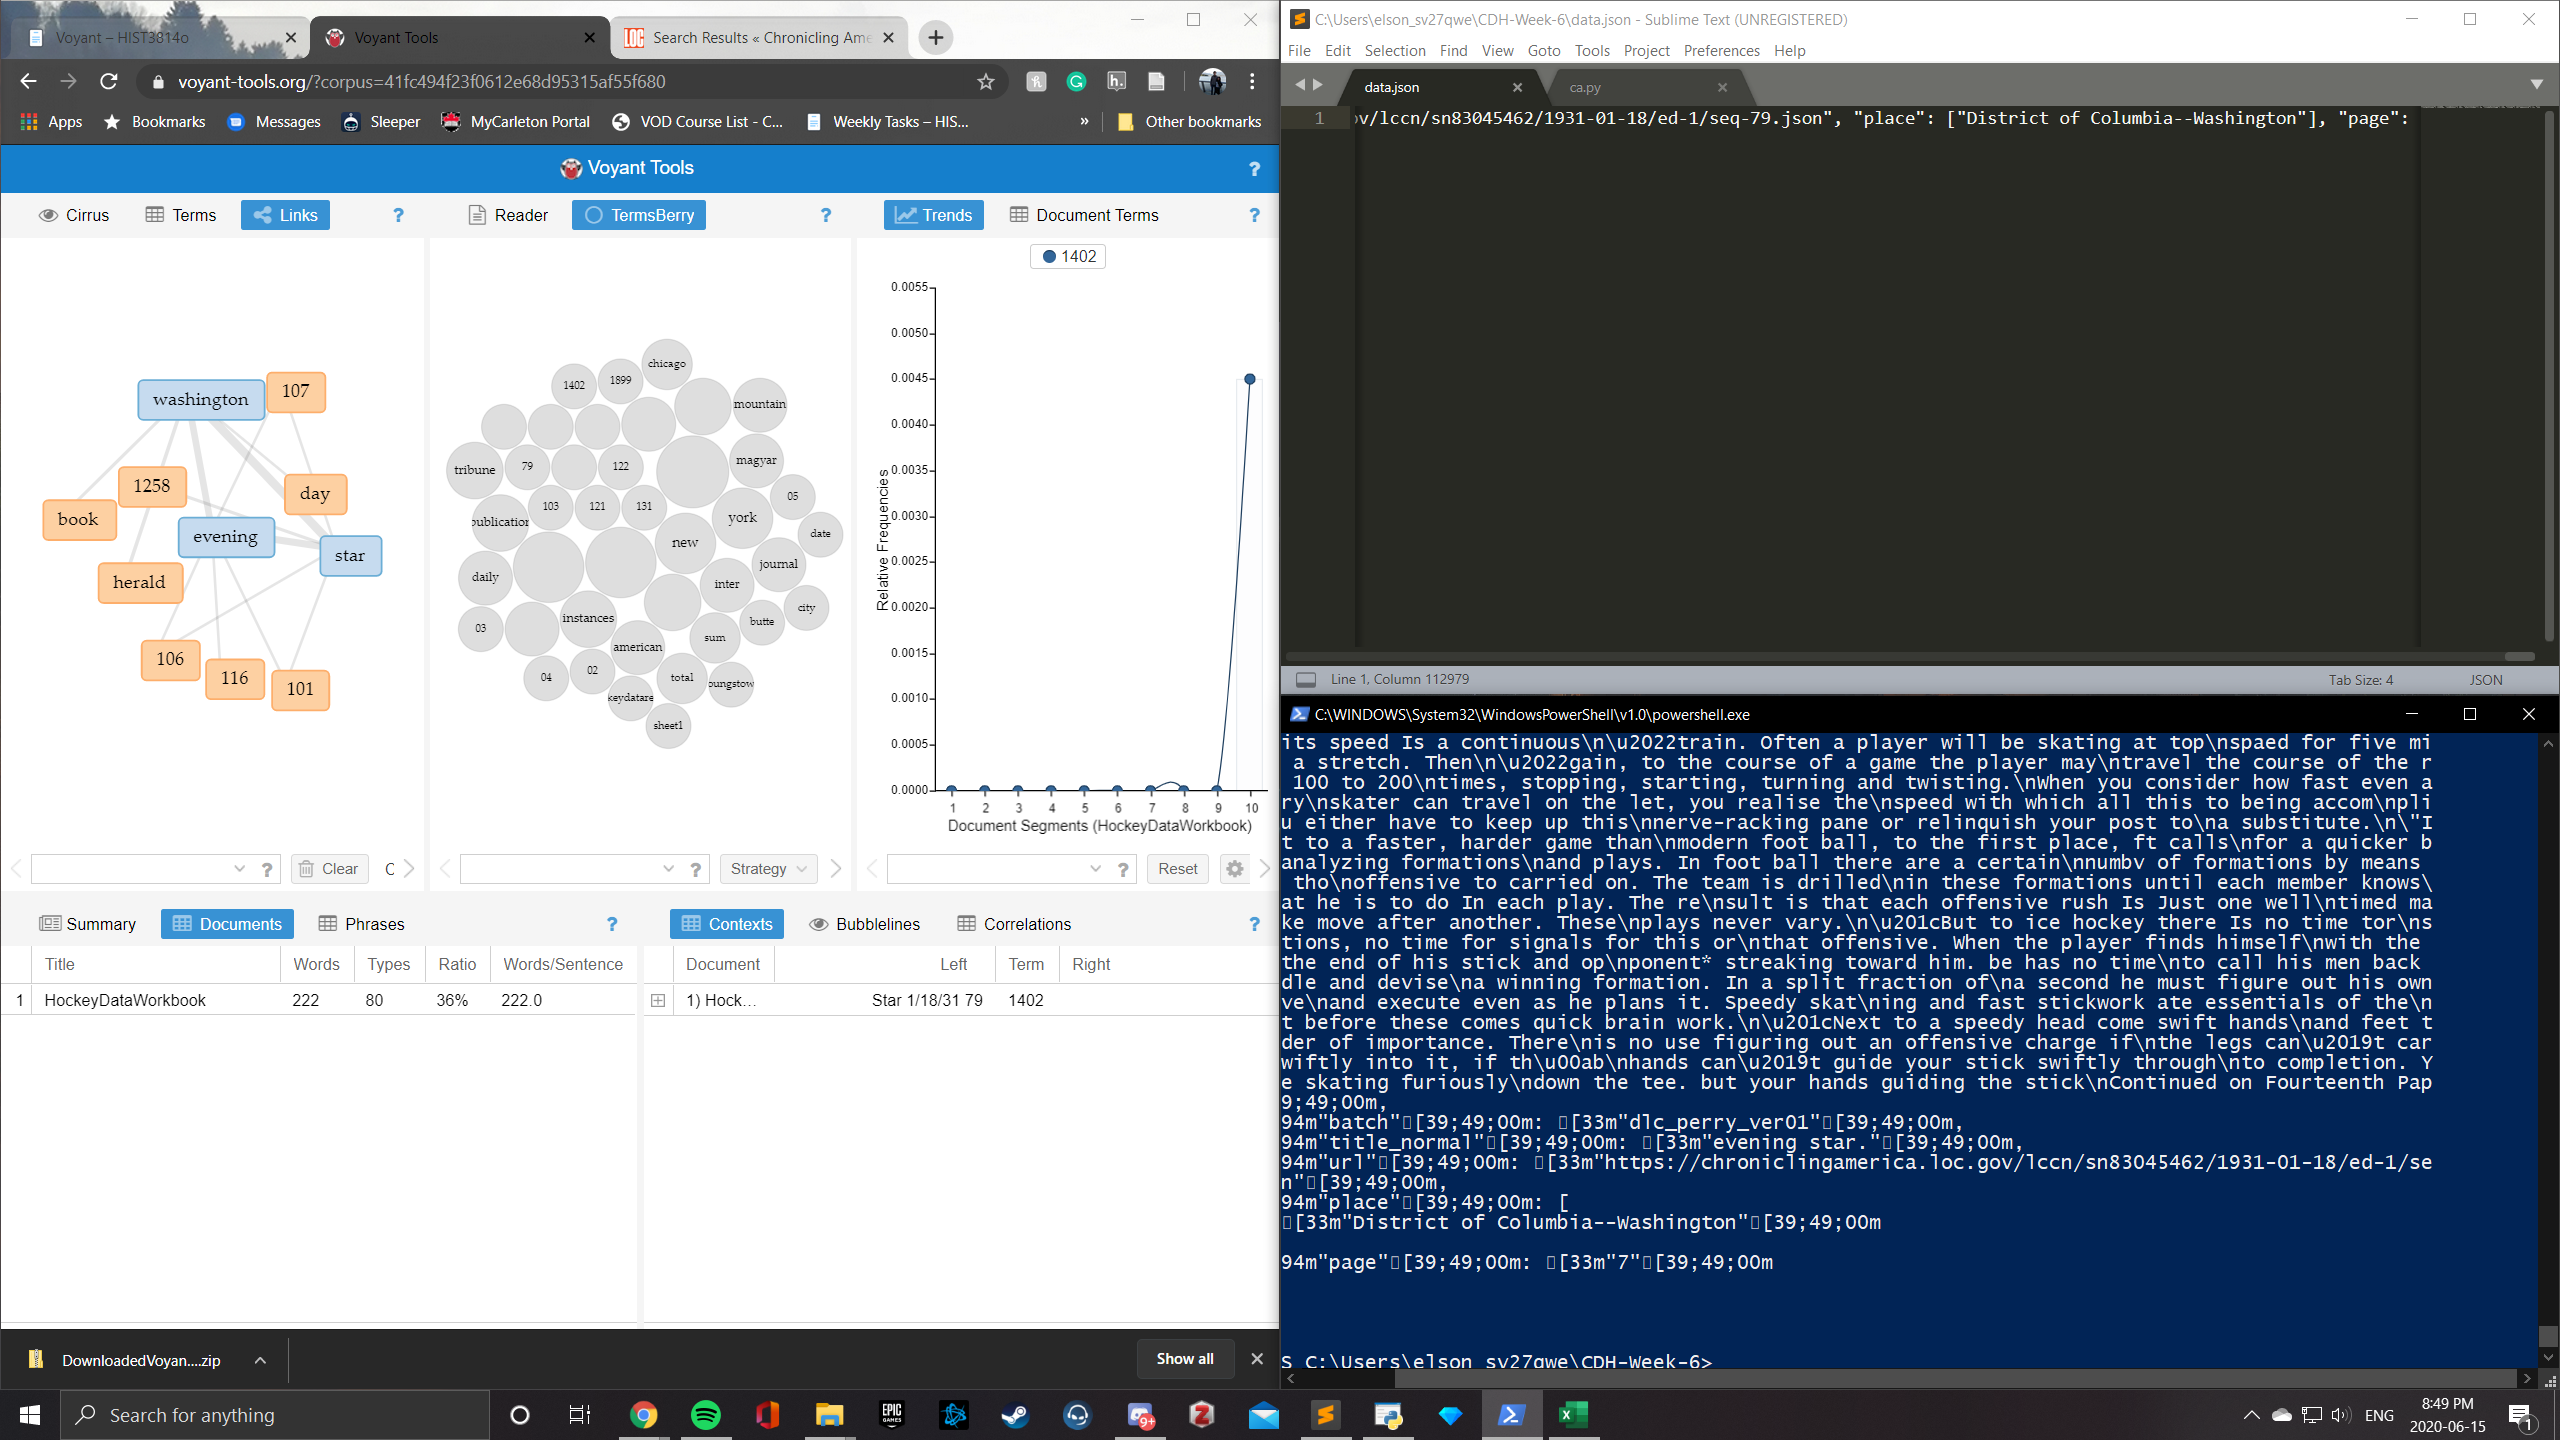 Voyant – HIST3814o
Voyant Tools
Search Results « Chronicling Ame
voyant-tools.org/?corpus=41fc494f23f0612e68d95315af55f680
Apps
Bookmarks
Messages
Sleeper
MyCarleton Portal
VOD Course List - C...
Weekly Tasks – HIS...
»
Other bookmarks
Voyant Tools
?
Cirrus
Terms
Links
?
Reader
TermsBerry
?
Trends
Document Terms
?
washington
107
1258
day
book
evening
star
herald
106
116
101
chicago
1402
1899
mountain
tribune
79
122
magyar
05
103
121
131
publication
york
date
new
daily
inter
journal
instances
city
03
sum
butte
american
04
02
total
oungstow
keydatare
sheet1
1402
0.0055
0.0050
0.0045
0.0040
0.0035
0.0030
0.0025
0.0020
0.0015
0.0010
0.0005
0.0000
Relative Frequencies
1 2 3 4 5 6 7 8 9 10
Document Segments (HockeyDataWorkbook)
?
Clear
C
?
Strategy
?
Reset
Summary
Documents
Phrases
?
Contexts
Bubblelines
Correlations
?
Title Words Types Ratio Words/Sentence
1 HockeyDataWorkbook 222 80 36% 222.0
Document Left Term Right
1) Hock... Star 1/18/31 79 1402
DownloadedVoyan....zip
Show all
C:\Users\elson_sv27qwe\CDH-Week-6\data.json - Sublime Text (UNREGISTERED)
File Edit Selection Find View Goto Tools Project Preferences Help
data.json
ca.py
1 v/lccn/sn83045462/1931-01-18/ed-1/seq-79.json", "place": ["District of Columbia--Washington"], "page":
Line 1, Column 112979
Tab Size: 4
JSON
C:\WINDOWS\System32\WindowsPowerShell\v1.0\powershell.exe
its speed Is a continuous\n\u2022train. Often a player will be skating at top\nspaed for five mi
a stretch. Then\n\u2022gain, to the course of a game the player may\ntravel the course of the r
100 to 200\ntimes, stopping, starting, turning and twisting.\nWhen you consider how fast even a
ry\nskater can travel on the let, you realise the\nspeed with which all this to being accom\npli
u either have to keep up this\nnerve-racking pane or relinquish your post to\na substitute.\n\"I
t to a faster, harder game than\nmodern foot ball, to the first place, ft calls\nfor a quicker b
analyzing formations\nand plays. In foot ball there are a certain\nnumbv of formations by means
tho\noffensive to carried on. The team is drilled\nin these formations until each member knows\
at he is to do In each play. The re\nsult is that each offensive rush Is Just one well\ntimed ma
ke move after another. These\nplays never vary.\n\u201cBut to ice hockey there Is no time tor\ns
tions, no time for signals for this or\nthat offensive. When the player finds himself\nwith the
the end of his stick and op\nponent* streaking toward him. be has no time\nto call his men back
dle and devise\na winning formation. In a split fraction of\na second he must figure out his own
ve\nand execute even as he plans it. Speedy skat\ning and fast stickwork ate essentials of the\n
t before these comes quick brain work.\n\u201cNext to a speedy head come swift hands\nand feet t
der of importance. There\nis no use figuring out an offensive charge if\nthe legs can\u2019t car
wiftly into it, if th\u00ab\nhands can\u2019t guide your stick swiftly through\nto completion. Y
e skating furiously\ndown the tee. but your hands guiding the stick\nContinued on Fourteenth Pap
9;49;00m,
94m"batch"[39;49;00m: [33m"dlc_perry_ver01"[39;49;00m,
94m"title_normal"[39;49;00m: [33m"evening star."[39;49;00m,
94m"url"[39;49;00m: [33m"https://chroniclingamerica.loc.gov/lccn/sn83045462/1931-01-18/ed-1/se
n"[39;49;00m,
94m"place"[39;49;00m: [
[33m"District of Columbia--Washington"[39;49;00m
94m"page"[39;49;00m: [33m"7"[39;49;00m
S C:\Users\elson_sv27qwe\CDH-Week-6>
Search for anything
EPIC GAMES
9+
ENG
8:49 PM
2020-06-15
1